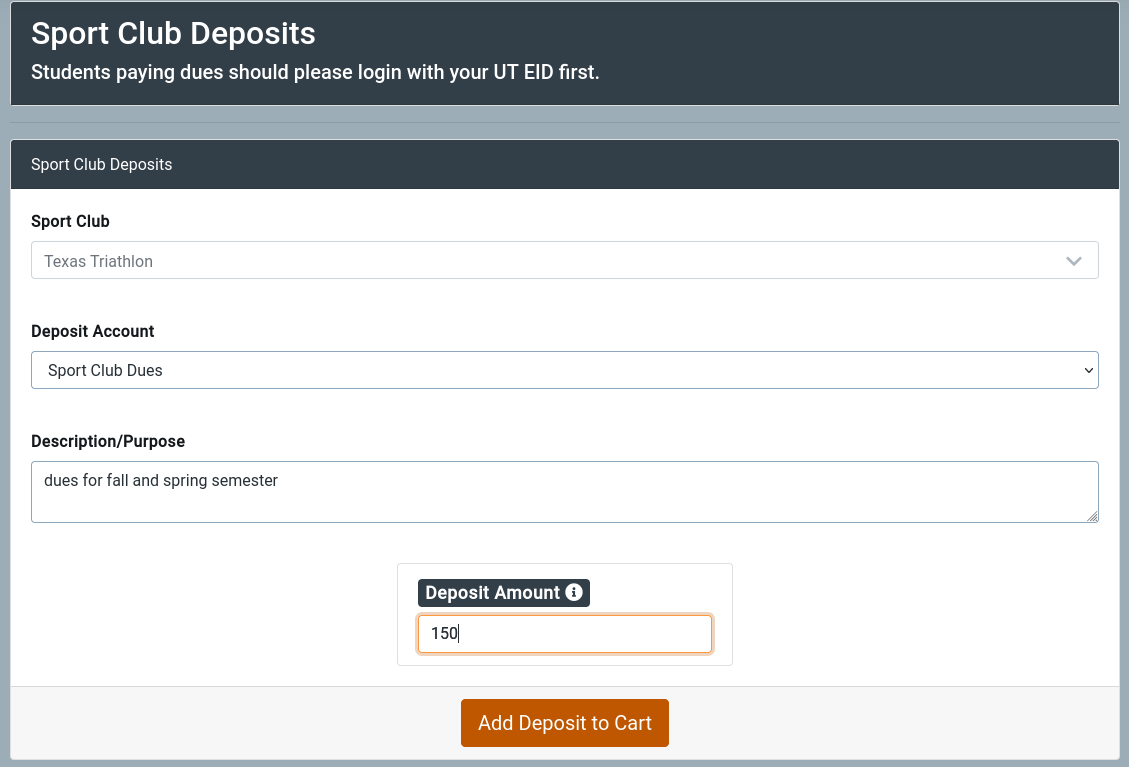 Sport Club Deposits
Students paying dues should please login with your UT EID first.
Sport Club Deposits
Sport Club
Texas Triathlon
Deposit Account
Sport Club Dues
Description/Purpose
dues for fall and spring semester
Deposit Amount
150
Add Deposit to Cart